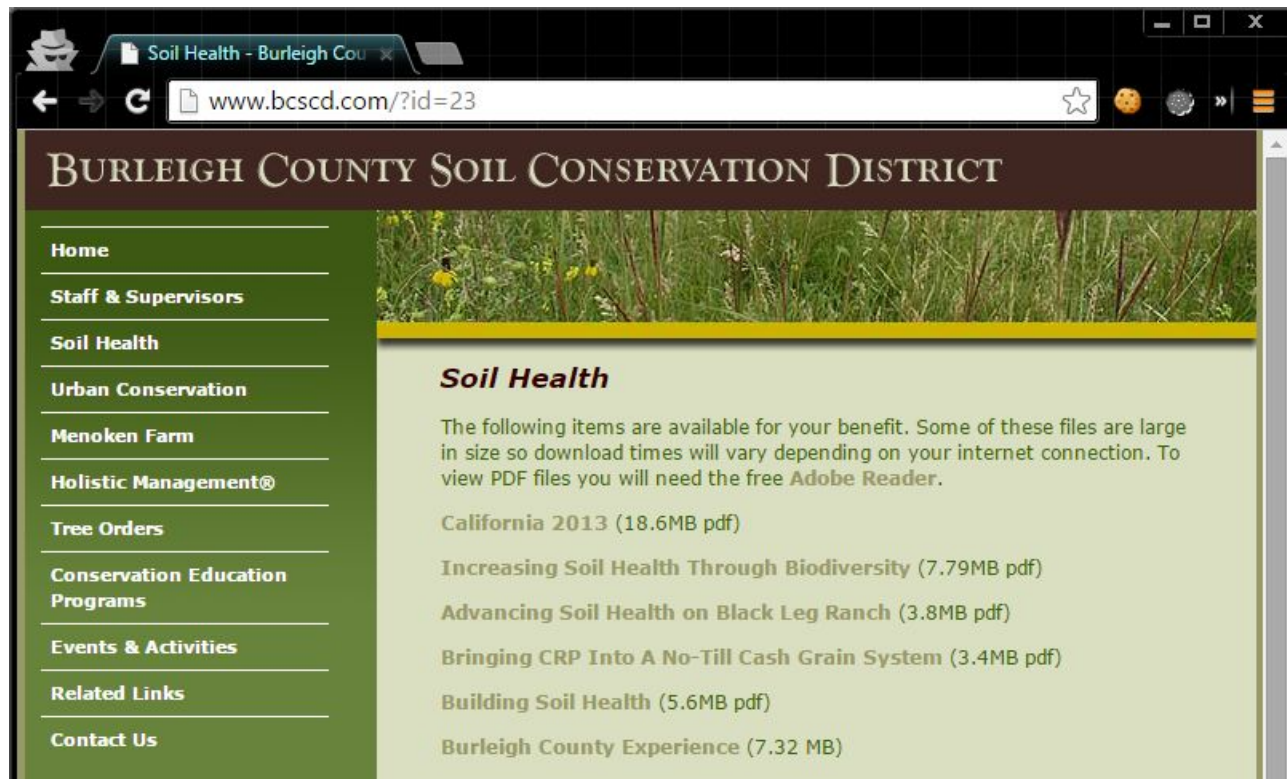 Soil Health - Burleigh Cou
www.bcscd.com/?id=23
BURLEIGH COUNTY SOIL CONSERVATION DISTRICT
Home
Staff & Supervisors
Soil Health
Urban Conservation
Menoken Farm
Holistic Management®
Tree Orders
Conservation Education
Programs
Events & Activities
Related Links
Contact Us
Soil Health
The following items are available for your benefit. Some of these files are large
in size so download times will vary depending on your internet connection. To
view PDF files you will need the free Adobe Reader.
California 2013 (18.6MB pdf)
Increasing Soil Health Through Biodiversity (7.79MB pdf)
Advancing Soil Health on Black Leg Ranch (3.8MB pdf)
Bringing CRP Into A No-Till Cash Grain System (3.4MB pdf)
Building Soil Health (5.6MB pdf)
Burleigh County Experience (7.32 MB)